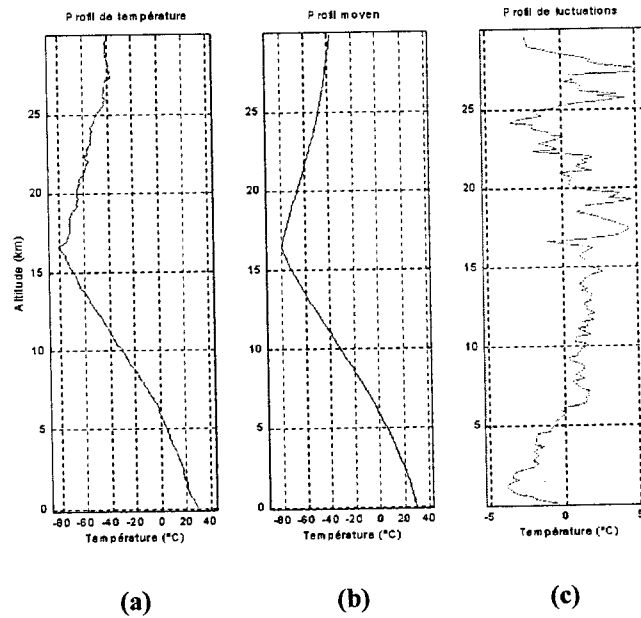 Profil de température
Profil moyen
Profil de fuctuations
Altitude (km)
25
20
15
10
5
0
-80 -60 -40 -20 0 20 40
Température (°C)
25
20
15
10
5
0
-80 -60 -40 -20 0 20 40
Température (°C)
25
20
15
10
5
0
-5 0 5
Température (°C)
(a)
(b)
(c)